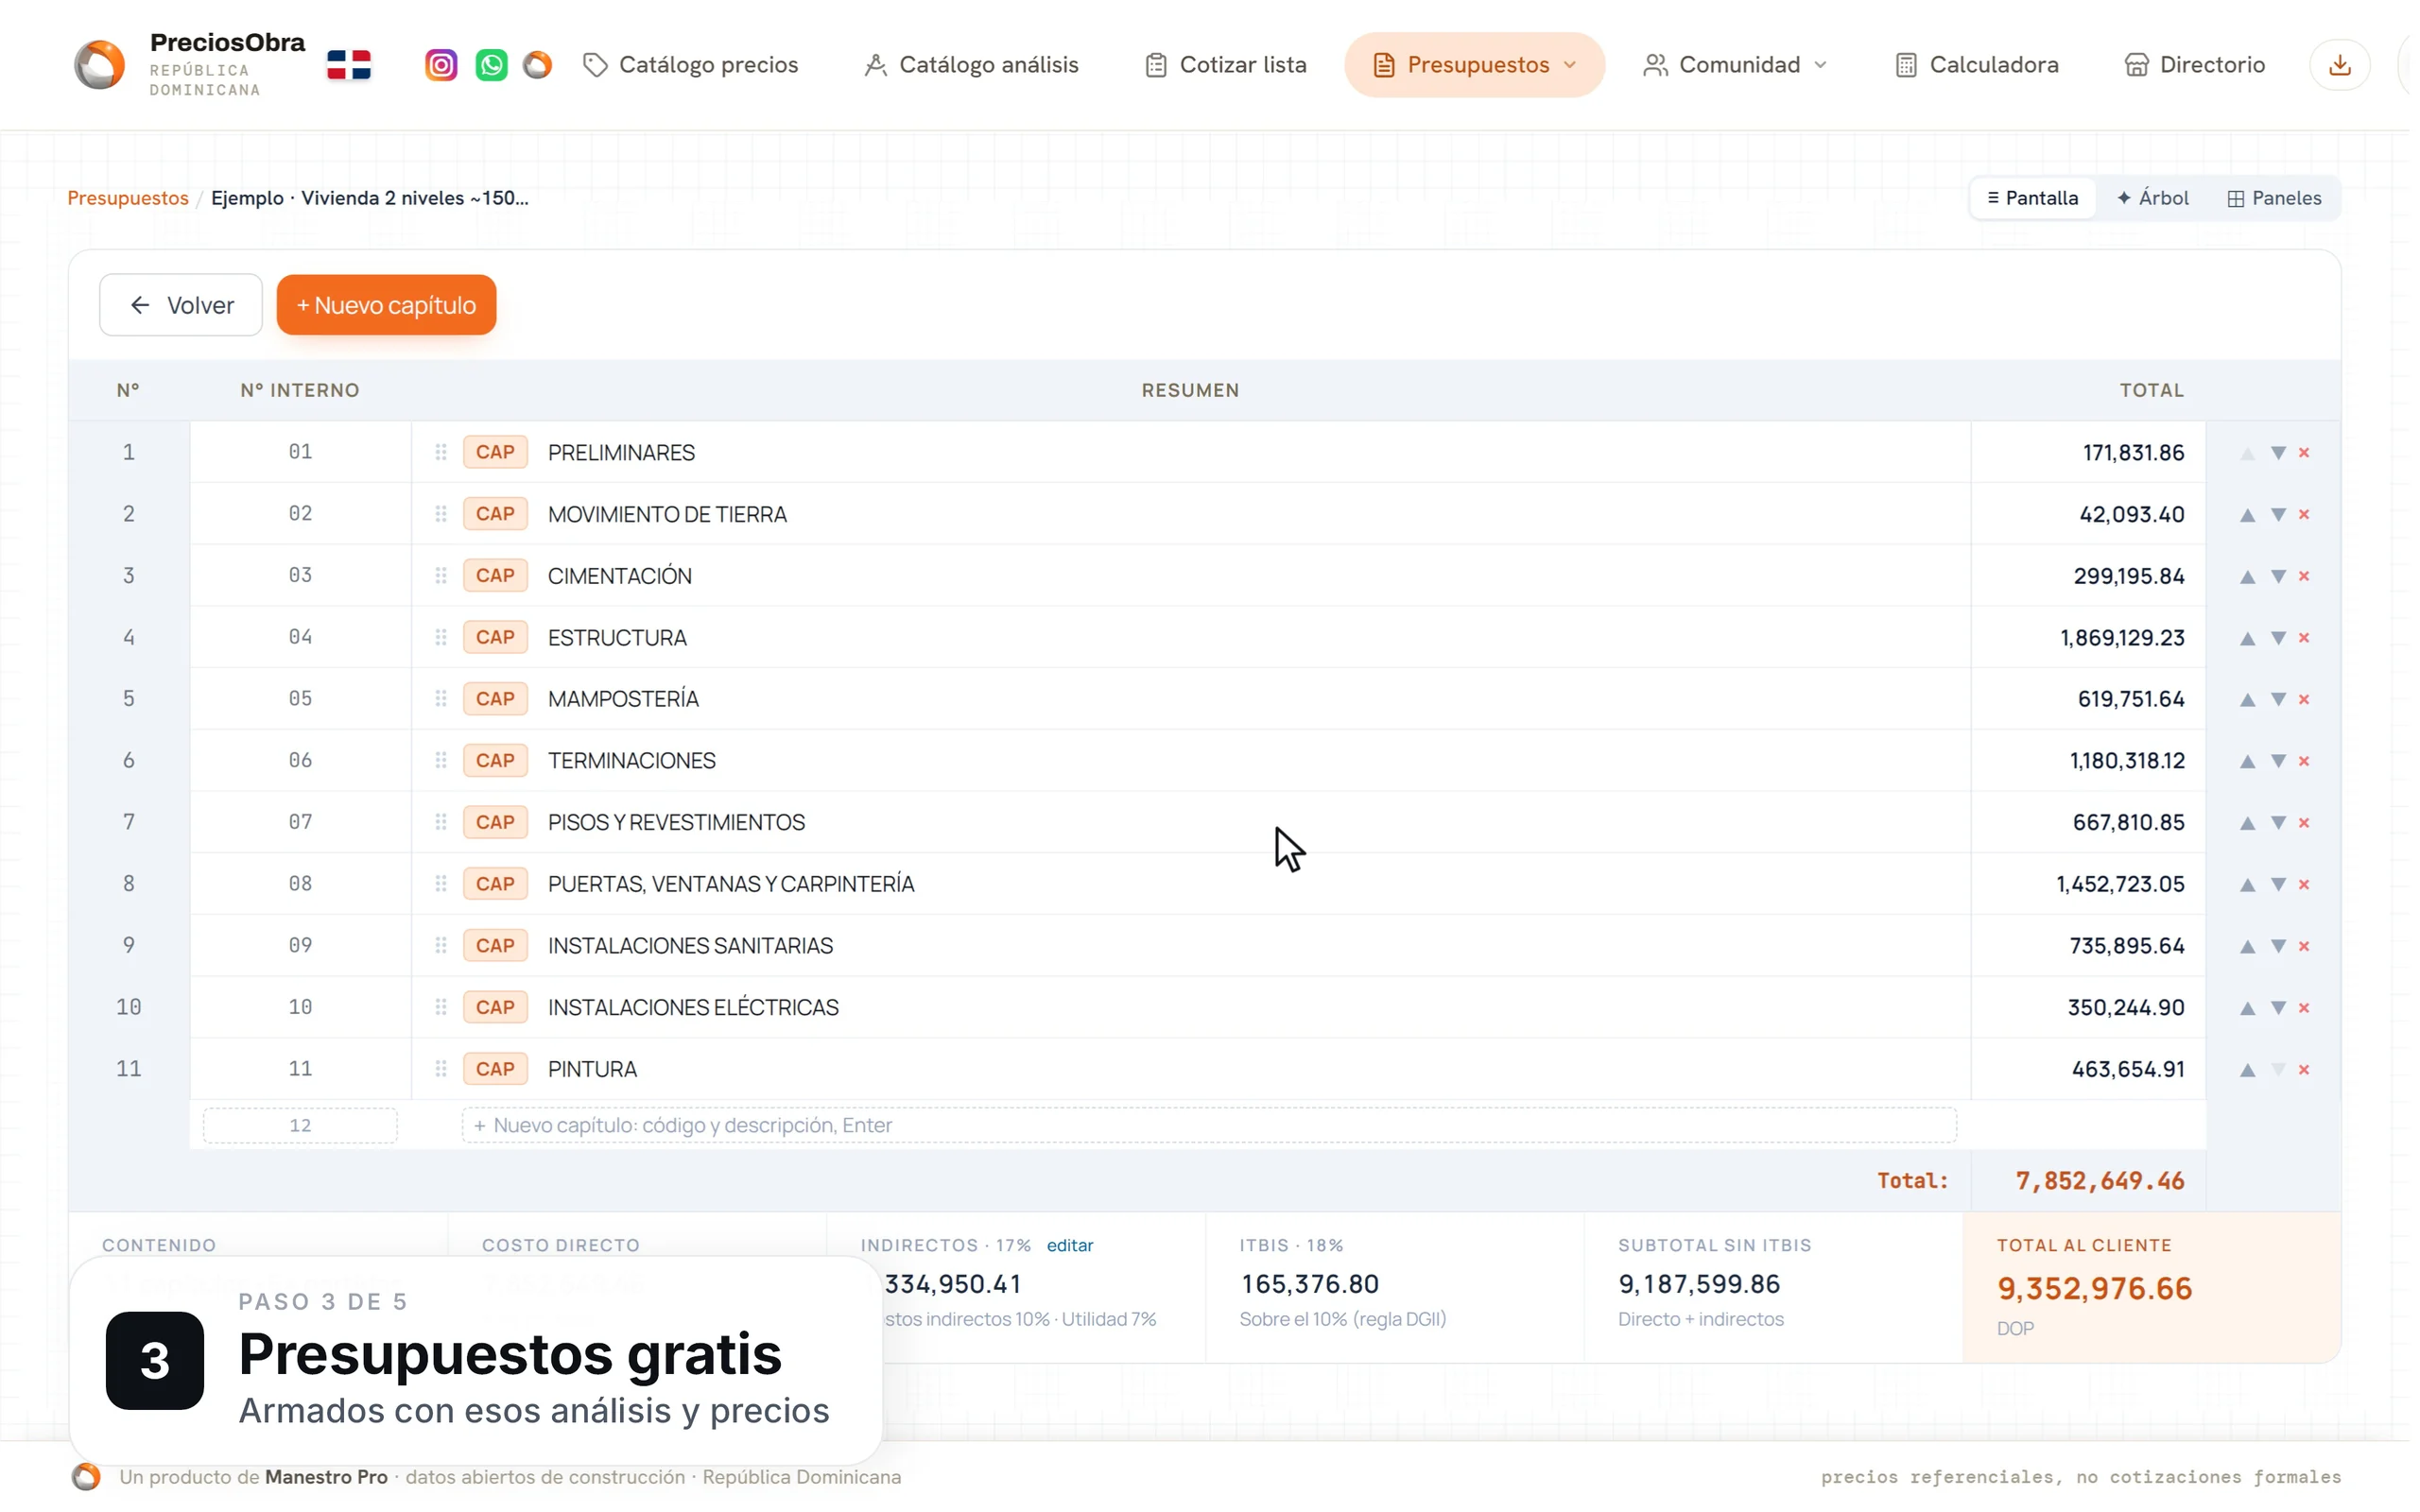 PreciosObra
REPÚBLICA
DOMINICANA
Catálogo precios
Catálogo análisis
Cotizar lista
Presupuestos
Comunidad
Calculadora
Directorio
Presupuestos / Ejemplo · Vivienda 2 niveles ~150...
Pantalla
Árbol
Paneles
← Volver
+ Nuevo capítulo
N° N° INTERNO RESUMEN TOTAL
1 01 CAP PRELIMINARES 171,831.86
2 02 CAP MOVIMIENTO DE TIERRA 42,093.40
3 03 CAP CIMENTACIÓN 299,195.84
4 04 CAP ESTRUCTURA 1,869,129.23
5 05 CAP MAMPOSTERÍA 619,751.64
6 06 CAP TERMINACIONES 1,180,318.12
7 07 CAP PISOS Y REVESTIMIENTOS 667,810.85
8 08 CAP PUERTAS, VENTANAS Y CARPINTERÍA 1,452,723.05
9 09 CAP INSTALACIONES SANITARIAS 735,895.64
10 10 CAP INSTALACIONES ELÉCTRICAS 350,244.90
11 11 CAP PINTURA 463,654.91
12 + Nuevo capítulo: código y descripción, Enter
Total: 7,852,649.46
CONTENIDO
COSTO DIRECTO
INDIRECTOS · 17% editar
334,950.41
stos indirectos 10% · Utilidad 7%
ITBIS · 18%
165,376.80
Sobre el 10% (regla DGII)
SUBTOTAL SIN ITBIS
9,187,599.86
Directo + indirectos
TOTAL AL CLIENTE
9,352,976.66
DOP
3
PASO 3 DE 5
Presupuestos gratis
Armados con esos análisis y precios
Un producto de Manestro Pro · datos abiertos de construcción · República Dominicana
precios referenciales, no cotizaciones formales